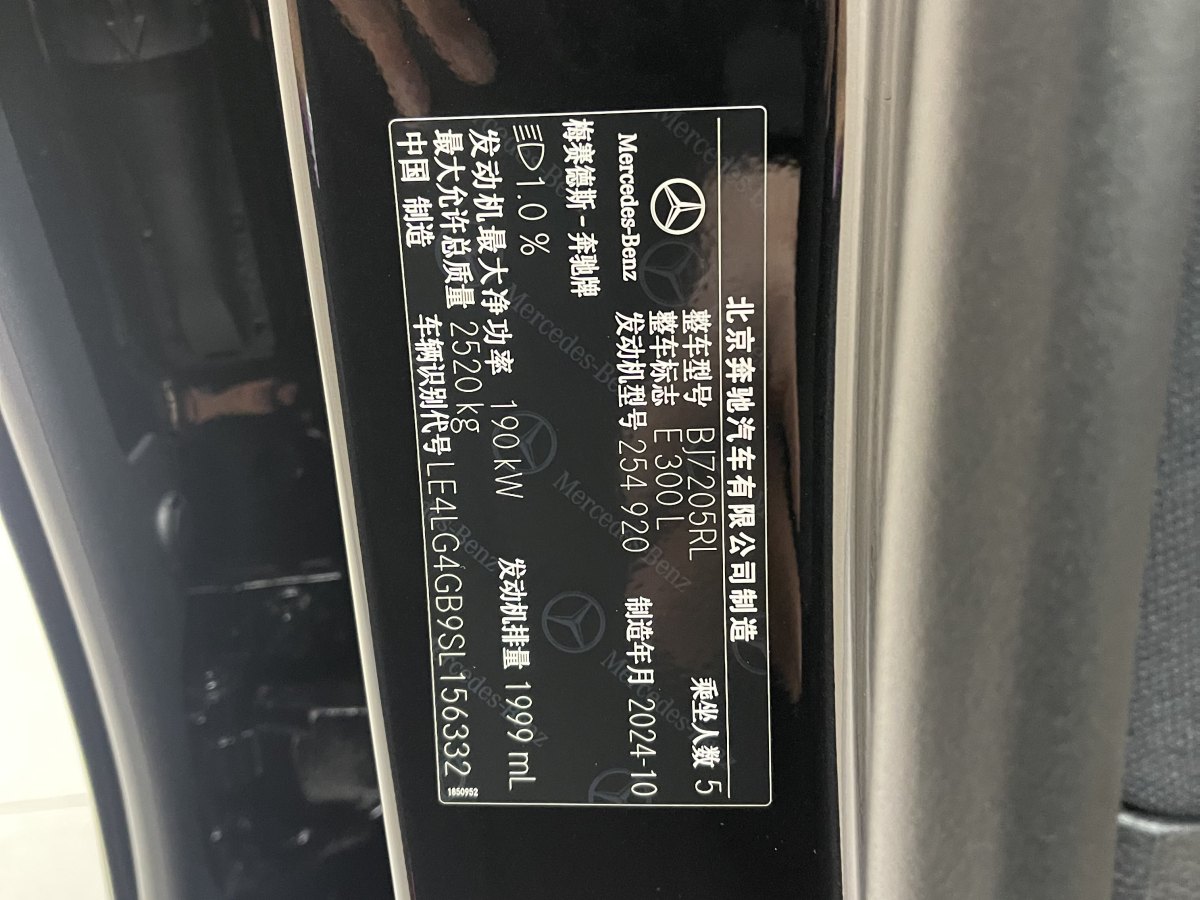 北京奔驰汽车有限公司制造
Mercedes-Benz
整车型号 BJ7205RL 乘坐人数 5
整车标志 E 300 L
发动机型号 254 920 制造年月 2024-10
梅赛德斯-奔驰牌
1.0 %
发动机最大净功率 190 kW 发动机排量 1999 mL
最大允许总质量 2520 kg
中国 制造 车辆识别代号 LE4LG4GB9SL156332
1650952